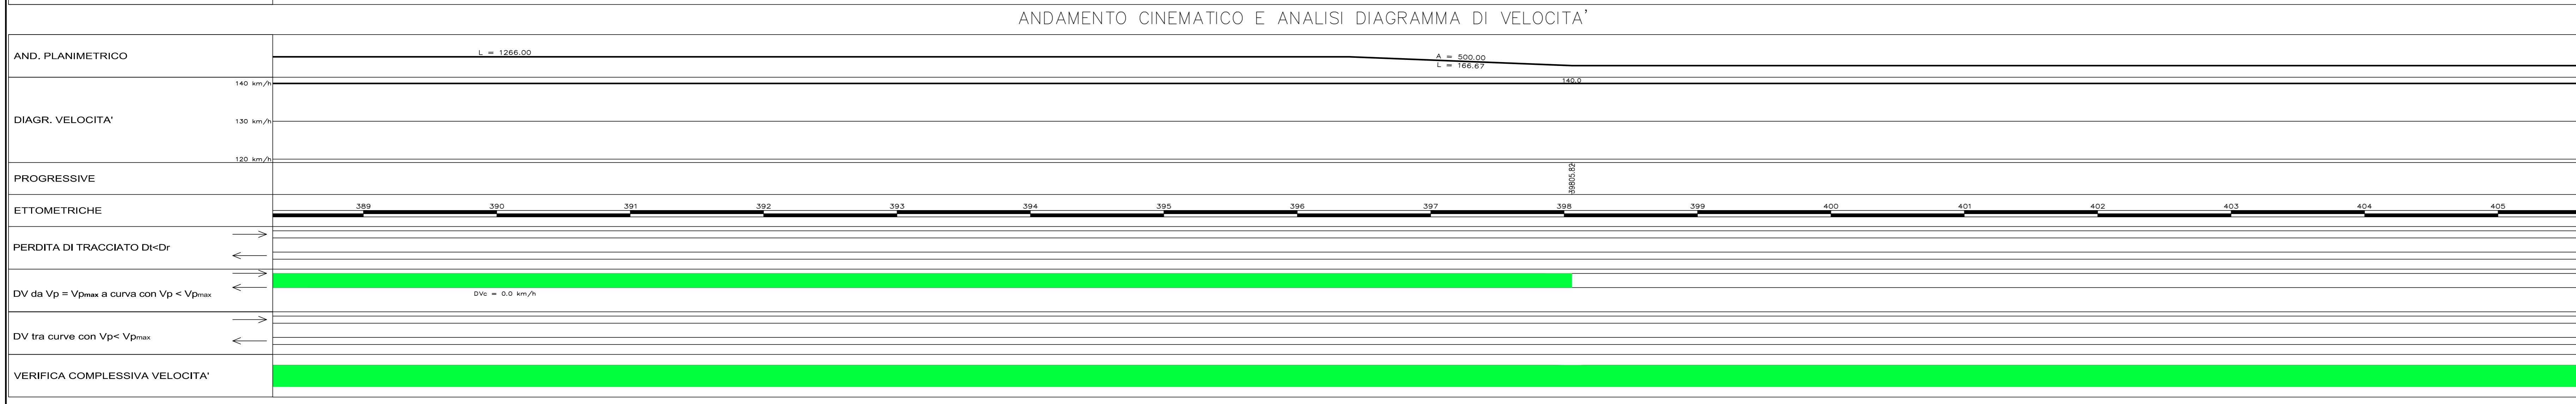 ANDAMENTO CINEMATICO E ANALISI DIAGRAMMA DI VELOCITA'
AND. PLANIMETRICO
L = 1266.00
A = 500.00
L = 166.67
DIAGR. VELOCITA'
140 km/h
140.0
130 km/h
120 km/h
PROGRESSIVE
39805.82
ETTOMETRICHE
389 390 391 392 393 394 395 396 397 398 399 400 401 402 403 404 405
PERDITA DI TRACCIATO Dt<Dr
DV da Vp = Vpmax a curva con Vp < Vpmax
DVc = 0.0 km/h
DV tra curve con Vp< Vpmax
VERIFICA COMPLESSIVA VELOCITA'